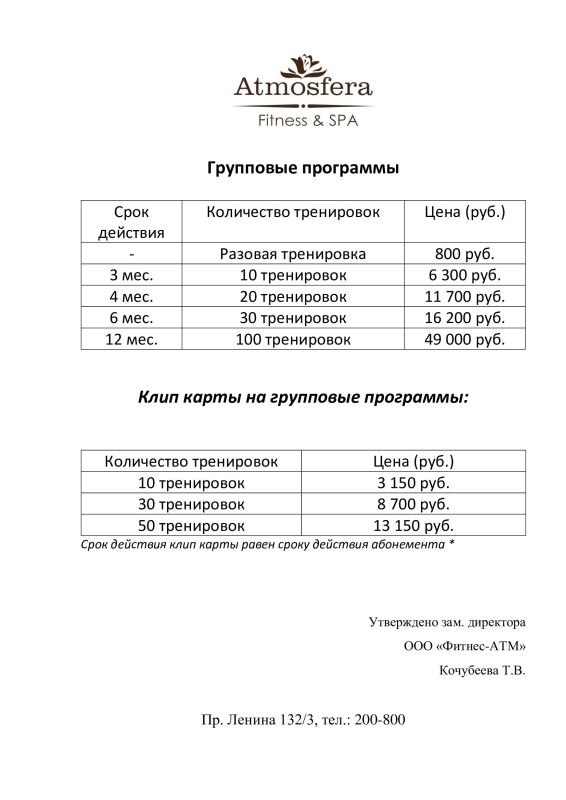 Atmosfera
Fitness & SPA
Групповые программы
Срок действия Количество тренировок Цена (руб.)
- Разовая тренировка 800 руб.
3 мес. 10 тренировок 6 300 руб.
4 мес. 20 тренировок 11 700 руб.
6 мес. 30 тренировок 16 200 руб.
12 мес. 100 тренировок 49 000 руб.
Клип карты на групповые программы:
Количество тренировок Цена (руб.)
10 тренировок 3 150 руб.
30 тренировок 8 700 руб.
50 тренировок 13 150 руб.
Срок действия клип карты равен сроку действия абонемента *
Утверждено зам. директора
ООО «Фитнес-АТМ»
Кочубеева Т.В.
Пр. Ленина 132/3, тел.: 200-800